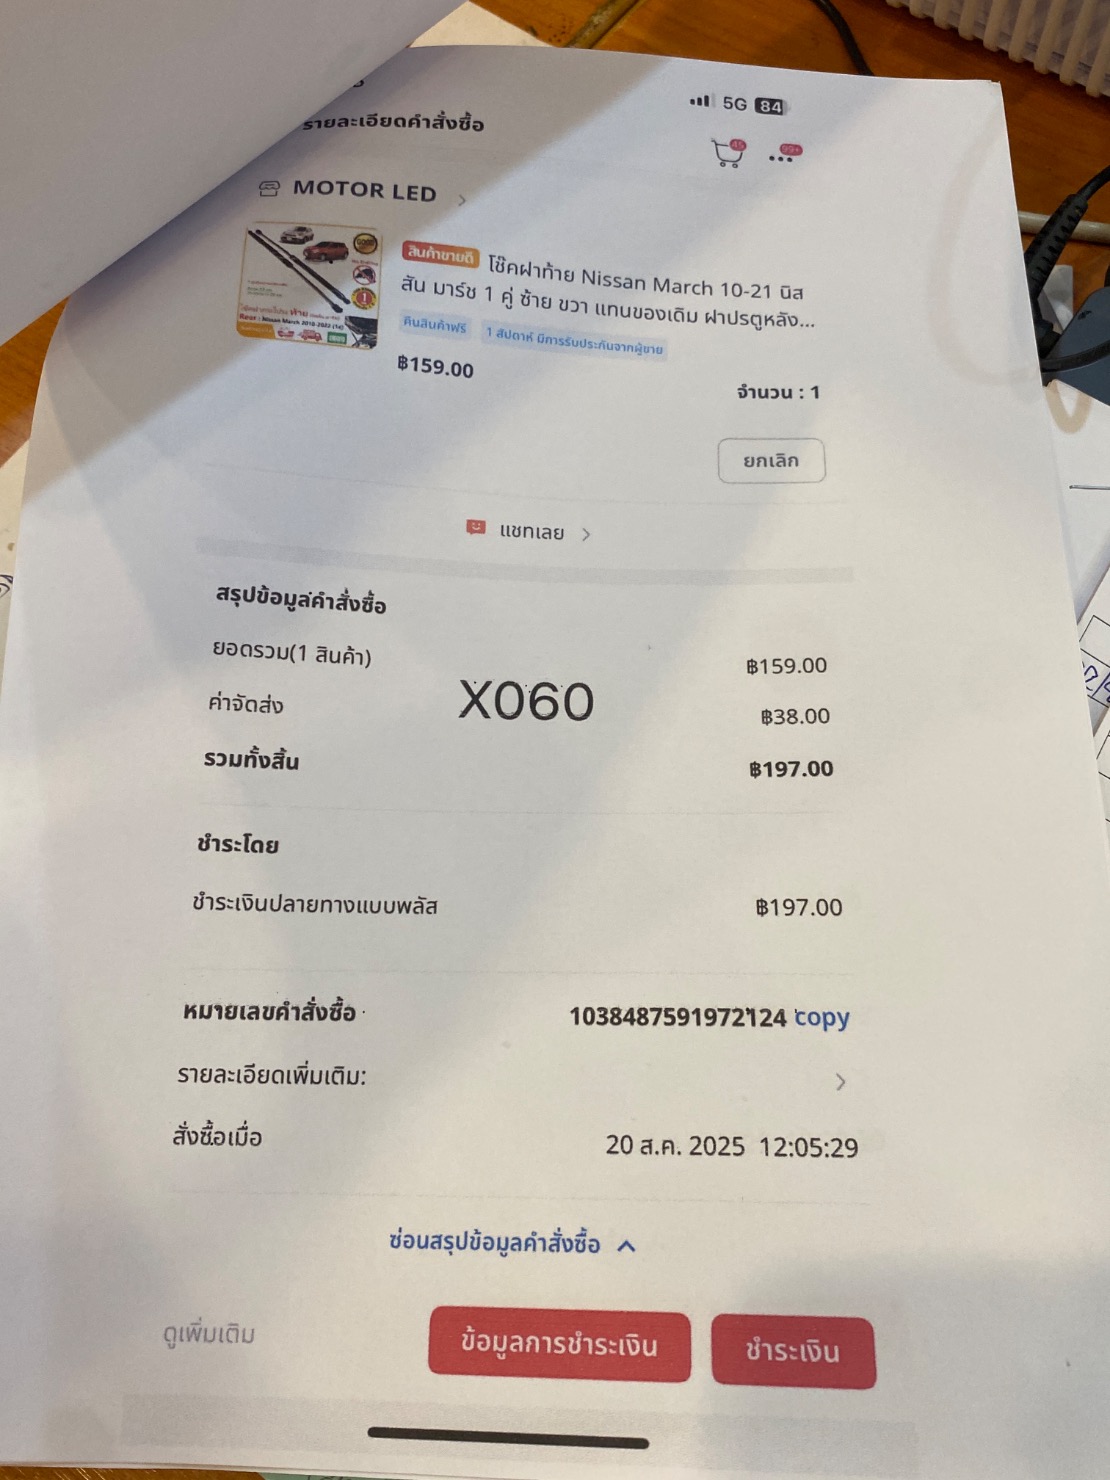 5G 84
รายละเอียดคำสั่งซื้อ
45 99+
MOTOR LED
สินค้าขายดี โช๊คฝาท้าย Nissan March 10-21 นิส
สัน มาร์ช 1 คู่ ซ้าย ขวา แทนของเดิม ฝาปรตูหลัง...
คืนสินค้าฟรี 1 สัปดาห์ มีการรับประกันจากผู้ขาย
฿159.00
จำนวน : 1
ยกเลิก
แชทเลย
สรุปข้อมูลคำสั่งซื้อ
ยอดรวม(1 สินค้า) ฿159.00
X060
ค่าจัดส่ง ฿38.00
รวมทั้งสิ้น ฿197.00
ชำระโดย
ชำระเงินปลายทางแบบพลัส ฿197.00
หมายเลขคำสั่งซื้อ 1038487591972124 copy
รายละเอียดเพิ่มเติม:
สั่งซื้อเมื่อ 20 ส.ค. 2025 12:05:29
ซ่อนสรุปข้อมูลคำสั่งซื้อ
ดูเพิ่มเติม ข้อมูลการชำระเงิน ชำระเงิน